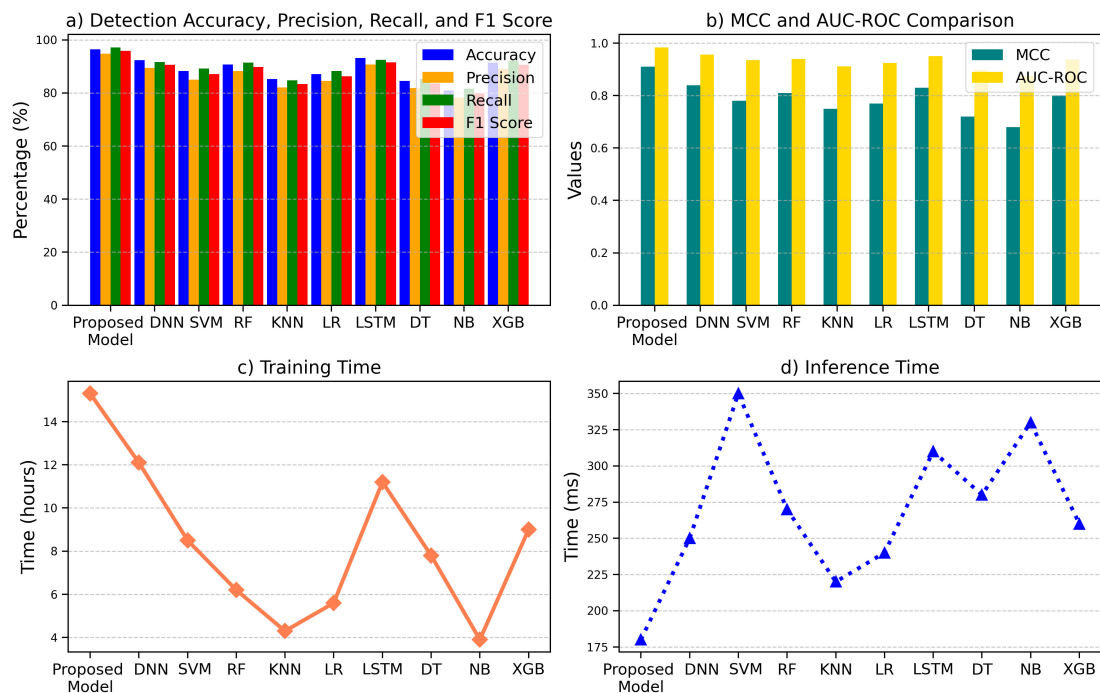 a) Detection Accuracy, Precision, Recall, and F1 Score
100
80
60
40
20
0
Percentage (%)
Accuracy
Precision
Recall
F1 Score
Proposed Model DNN SVM RF KNN LR LSTM DT NB XGB
b) MCC and AUC-ROC Comparison
1.0
0.8
0.6
0.4
0.2
0.0
Values
MCC
AUC-ROC
Proposed Model DNN SVM RF KNN LR LSTM DT NB XGB
c) Training Time
14
12
10
8
6
4
Time (hours)
Proposed Model DNN SVM RF KNN LR LSTM DT NB XGB
d) Inference Time
350
325
300
275
250
225
200
175
Time (ms)
Proposed Model DNN SVM RF KNN LR LSTM DT NB XGB